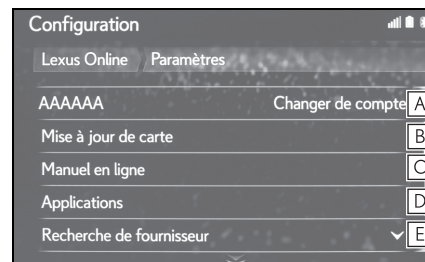 Configuration
Lexus Online Paramètres
AAAAAA Changer de compte A
Mise à jour de carte B
Manuel en ligne C
Applications D
Recherche de fournisseur E